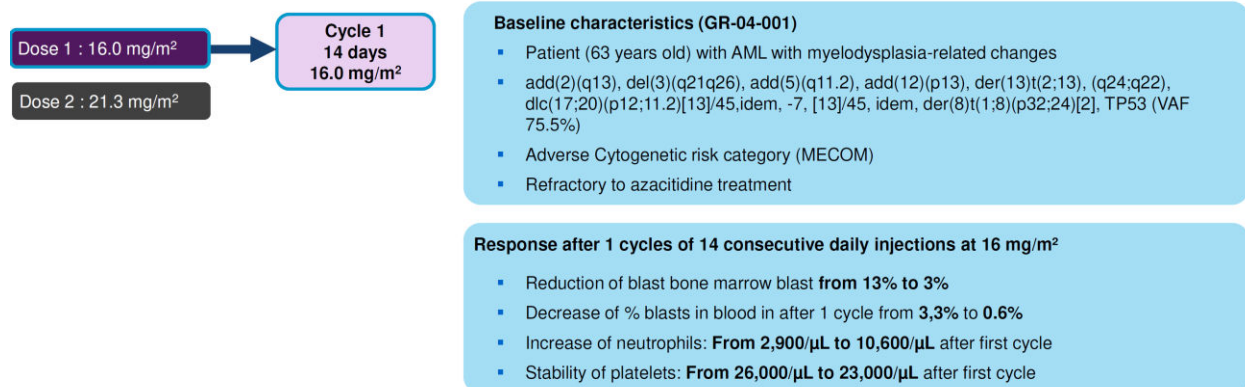 Dose 1 : 16.0 mg/m²
Dose 2 : 21.3 mg/m²
Cycle 1
14 days
16.0 mg/m²
Baseline characteristics (GR-04-001)
▪ Patient (63 years old) with AML with myelodysplasia-related changes
▪ add(2)(q13), del(3)(q21q26), add(5)(q11.2), add(12)(p13), der(13)t(2;13), (q24;q22),
dlc(17;20)(p12;11.2)[13]/45,idem, -7, [13]/45, idem, der(8)t(1;8)(p32;24)[2], TP53 (VAF
75.5%)
▪ Adverse Cytogenetic risk category (MECOM)
▪ Refractory to azacitidine treatment
Response after 1 cycles of 14 consecutive daily injections at 16 mg/m²
▪ Reduction of blast bone marrow blast from 13% to 3%
▪ Decrease of % blasts in blood in after 1 cycle from 3,3% to 0.6%
▪ Increase of neutrophils: From 2,900/µL to 10,600/µL after first cycle
▪ Stability of platelets: From 26,000/µL to 23,000/µL after first cycle